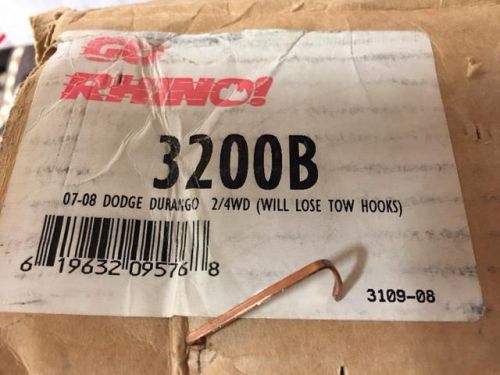 GO
RHINO!
3200B
07-08 DODGE DURANGO 2/4WD (WILL LOSE TOW HOOKS)
6 19632 09576 8
3109-08